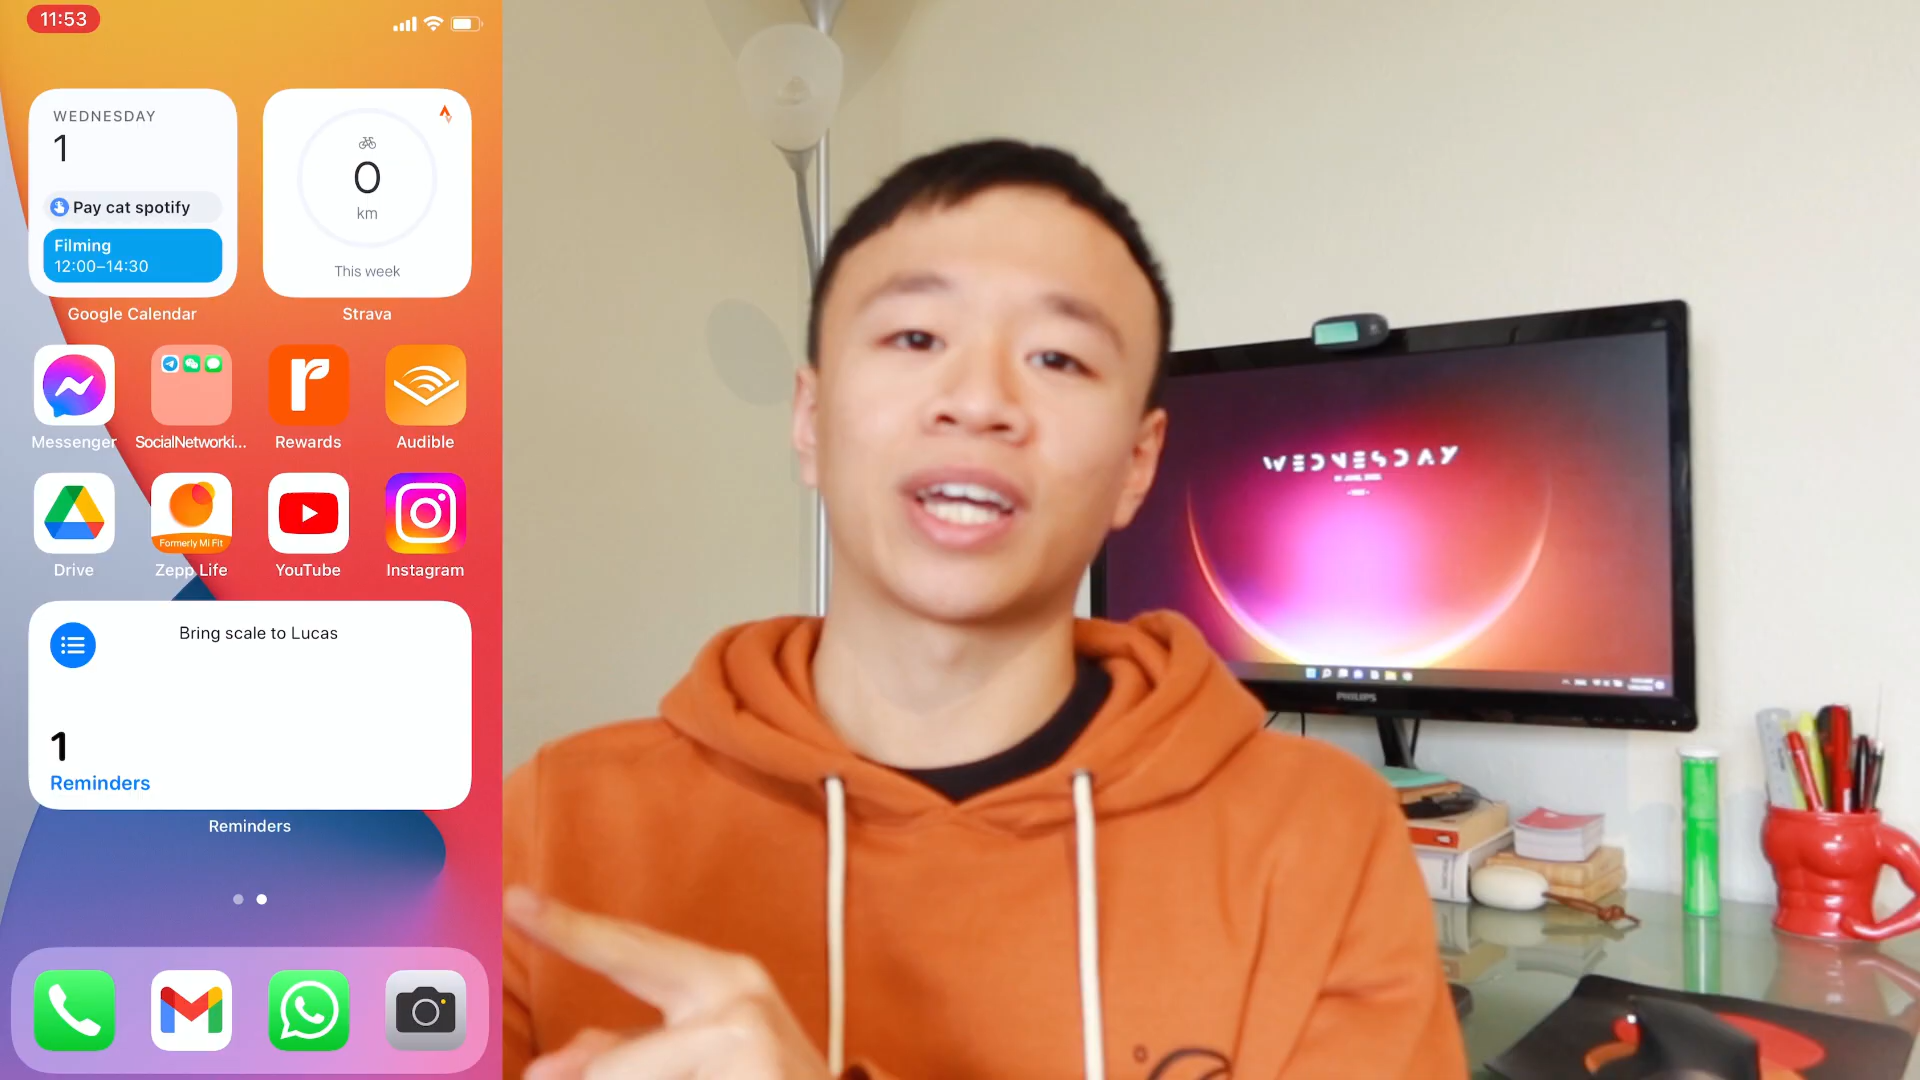 11:53
WEDNESDAY
1
Pay cat spotify
Filming
12:00–14:30
Google Calendar
0
km
This week
Strava
Messenger
SocialNetworki...
Rewards
Audible
Formerly Mi Fit
Drive
Zepp Life
YouTube
Instagram
Bring scale to Lucas
1
Reminders
Reminders
WEDNESDAY
PHILIPS